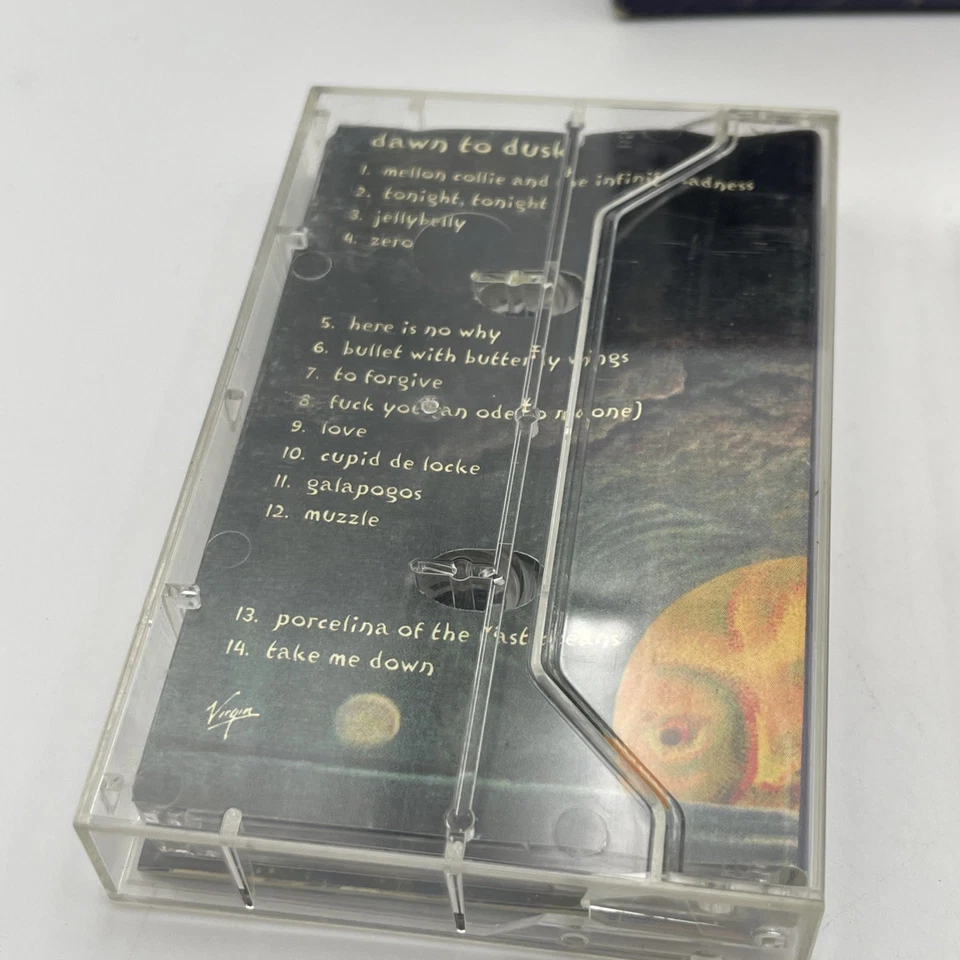 dawn to dusk
1. mellon collie and the infinite sadness
2. tonight, tonight
3. jellybelly
4. zero
5. here is no why
6. bullet with butterfly wings
7. to forgive
8. fuck you (an ode to no one)
9. love
10. cupid de locke
11. galapogos
12. muzzle
13. porcelina of the vast oceans
14. take me down
Virgin